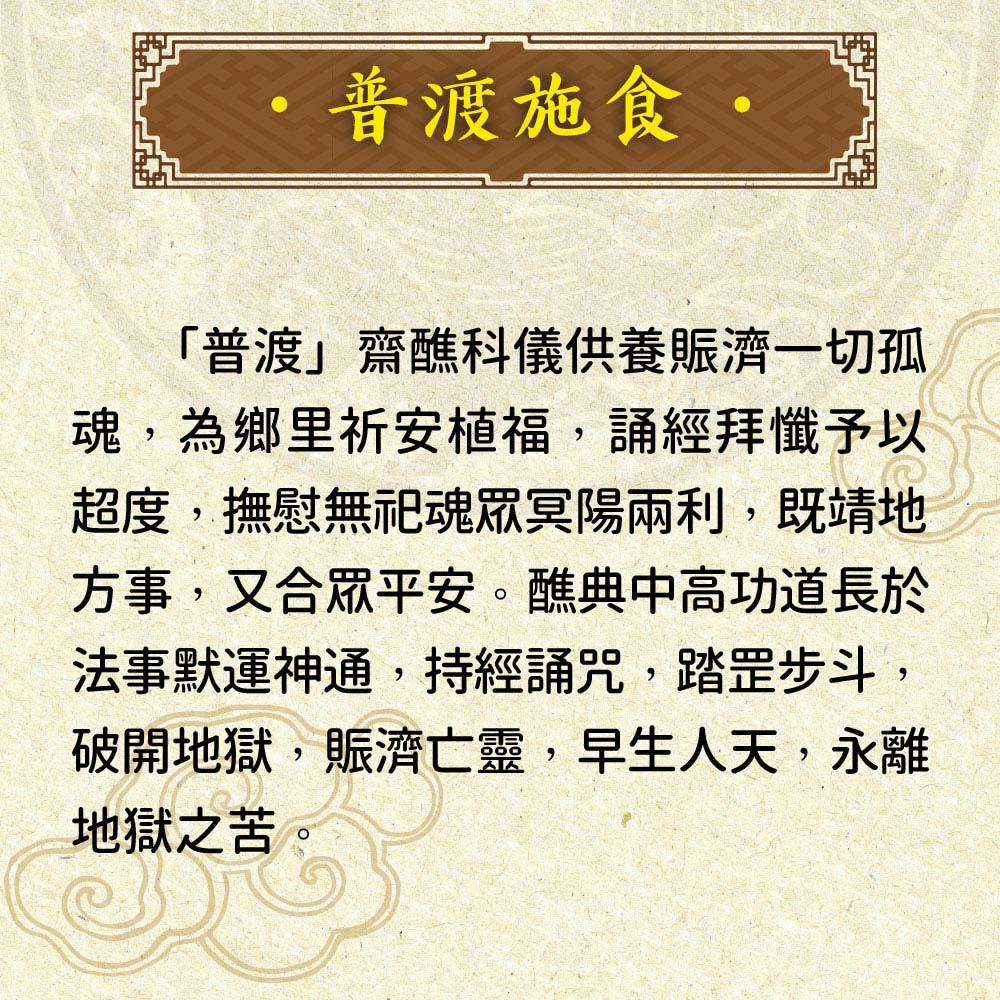 ·普渡施食·
「普渡」齋醮科儀供養賑濟一切孤
魂，為鄉里祈安植福，誦經拜懺予以
超度，撫慰無祀魂眾冥陽兩利，既靖地
方事，又合眾平安。醮典中高功道長於
法事默運神通，持經誦咒，踏罡步斗，
破開地獄，賑濟亡靈，早生人天，永離
地獄之苦。